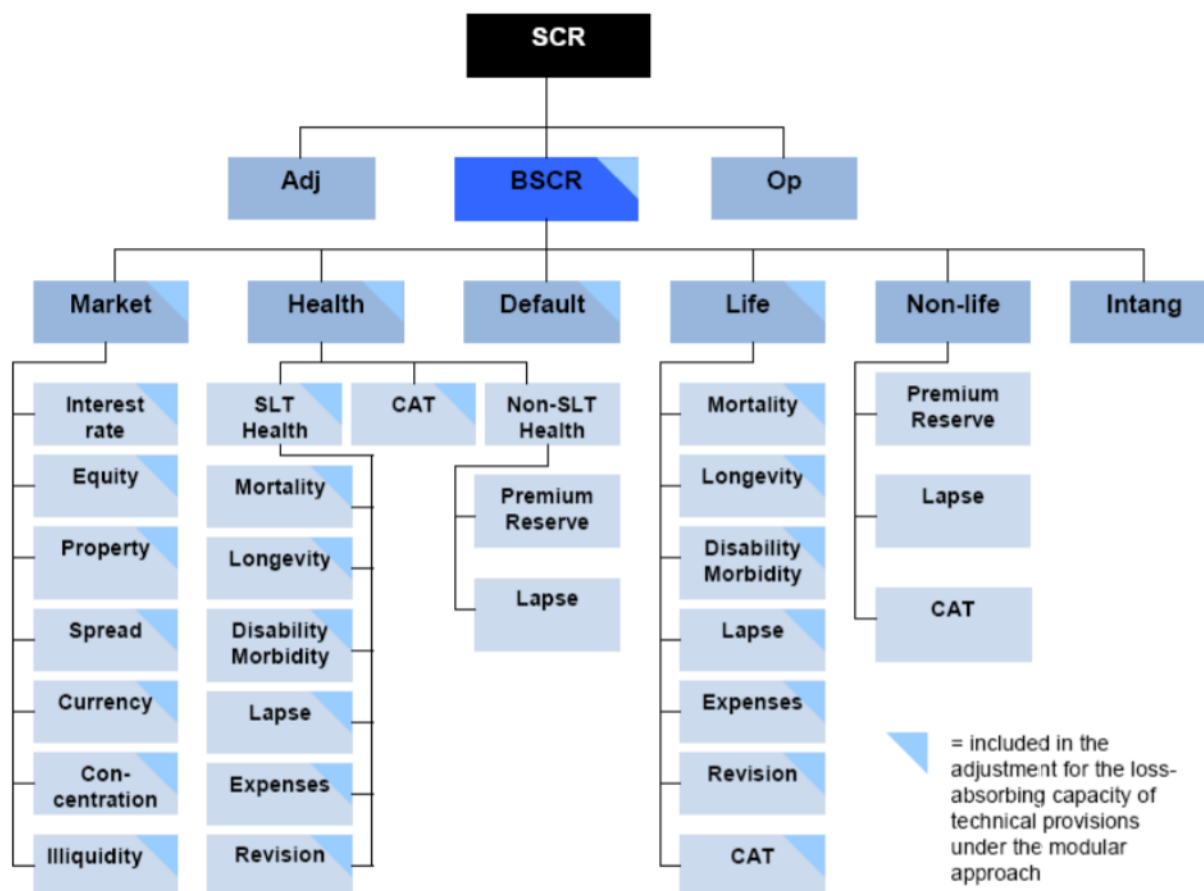 SCR
Adj
BSCR
Op
Market
Health
Default
Life
Non-life
Intang
Interest
rate
Equity
Property
Spread
Currency
Con-
centration
Illiquidity
SLT
Health
CAT
Non-SLT
Health
Mortality
Longevity
Disability
Morbidity
Lapse
Expenses
Revision
Premium
Reserve
Lapse
Mortality
Longevity
Disability
Morbidity
Lapse
Expenses
Revision
CAT
Premium
Reserve
Lapse
CAT
= included in the
adjustment for the loss-
absorbing capacity of
technical provisions
under the modular
approach